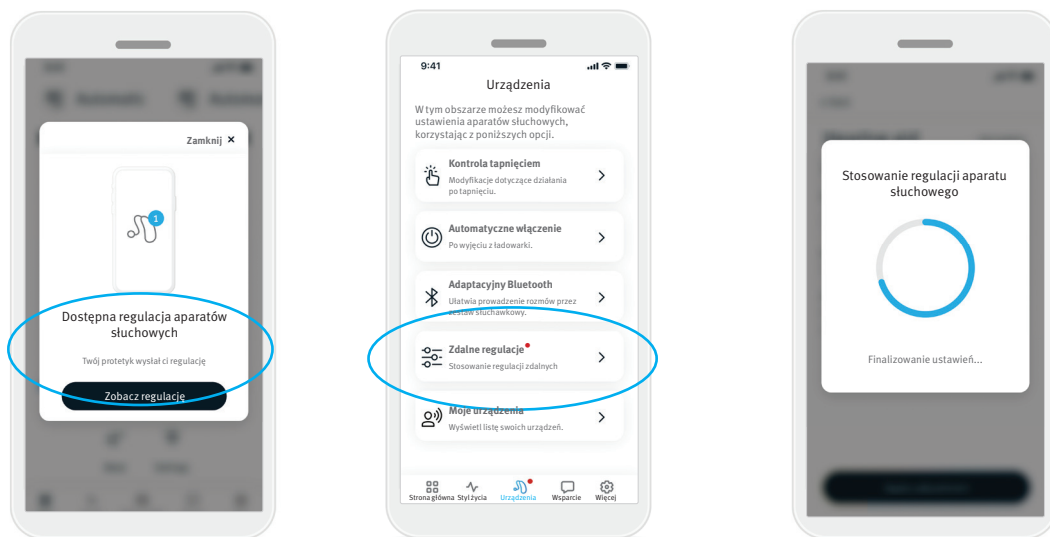 Zamknij ×
1
Dostępna regulacja aparatów
słuchowych
Twój protetyk wysłał ci regulację
Zobacz regulację
9:41
Urządzenia
W tym obszarze możesz modyfikować
ustawienia aparatów słuchowych,
korzystając z poniższych opcji.
Kontrola tapnięciem
Modyfikacje dotyczące działania
po tapnięciu.
Automatyczne włączenie
Po wyjęciu z ładowarki.
Adaptacyjny Bluetooth
Ułatwia prowadzenie rozmów przez
zestaw słuchawkowy.
Zdalne regulacje
Stosowanie regulacji zdalnych
Moje urządzenia
Wyświetl listę swoich urządzeń.
Strona główna Styl życia Urządzenia Wsparcie Więcej
Stosowanie regulacji aparatu
słuchowego
Finalizowanie ustawień...